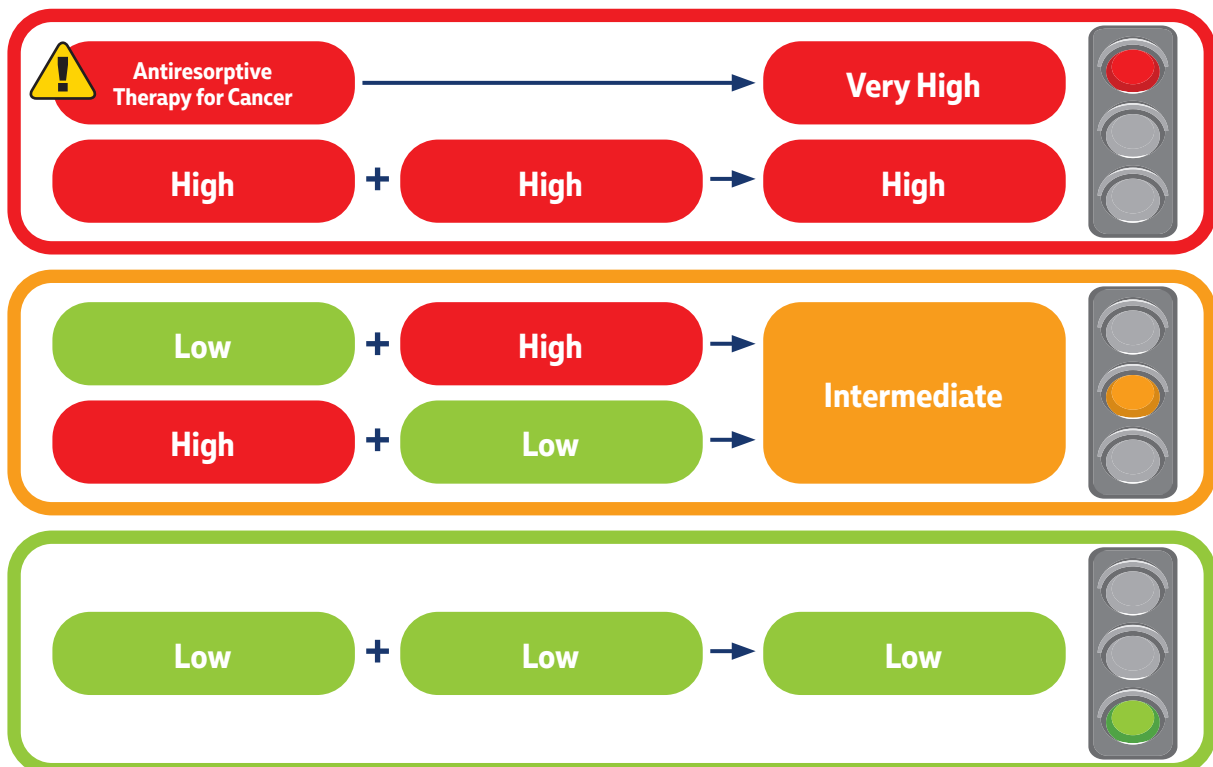 !
Antiresorptive
Therapy for Cancer
Very High
High + High High
Low + High
Intermediate
High + Low
Low + Low Low